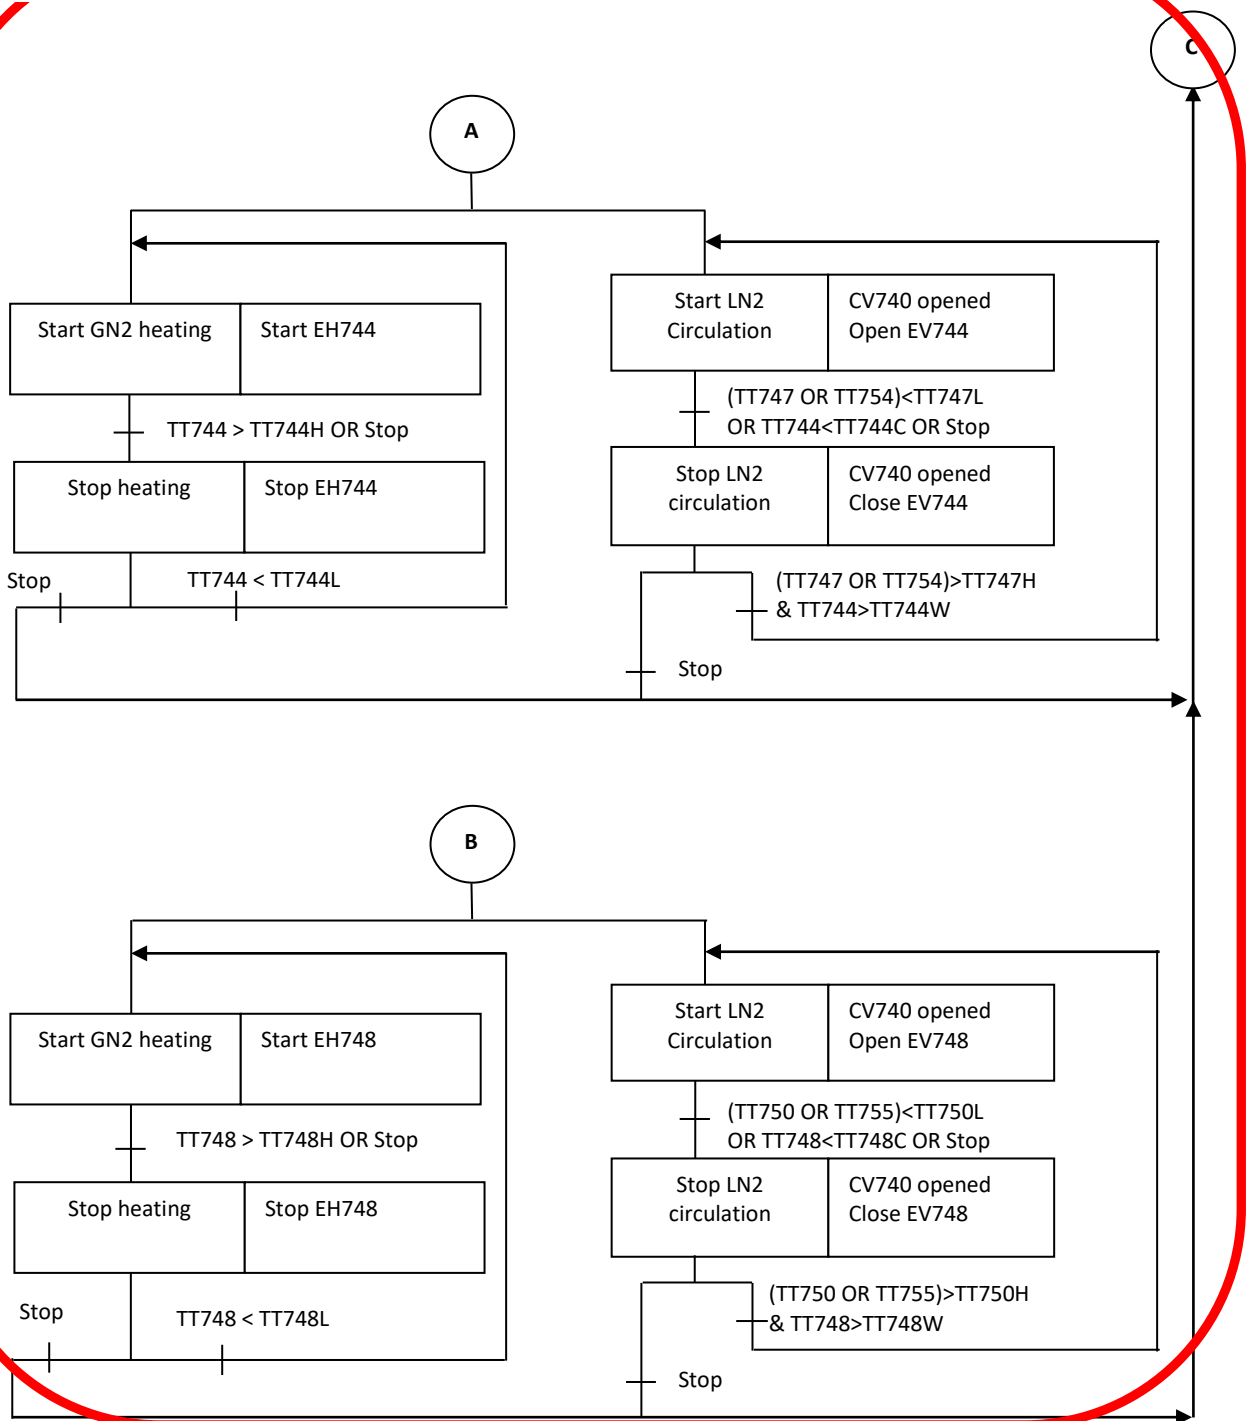 C
A
Start GN2 heating
Start EH744
TT744 > TT744H OR Stop
Stop heating
Stop EH744
Stop
TT744 < TT744L
Start LN2
Circulation
CV740 opened
Open EV744
(TT747 OR TT754)<TT747L
OR TT744<TT744C OR Stop
Stop LN2
circulation
CV740 opened
Close EV744
(TT747 OR TT754)>TT747H
& TT744>TT744W
Stop
B
Start GN2 heating
Start EH748
TT748 > TT748H OR Stop
Stop heating
Stop EH748
Stop
TT748 < TT748L
Start LN2
Circulation
CV740 opened
Open EV748
(TT750 OR TT755)<TT750L
OR TT748<TT748C OR Stop
Stop LN2
circulation
CV740 opened
Close EV748
(TT750 OR TT755)>TT750H
& TT748>TT748W
Stop